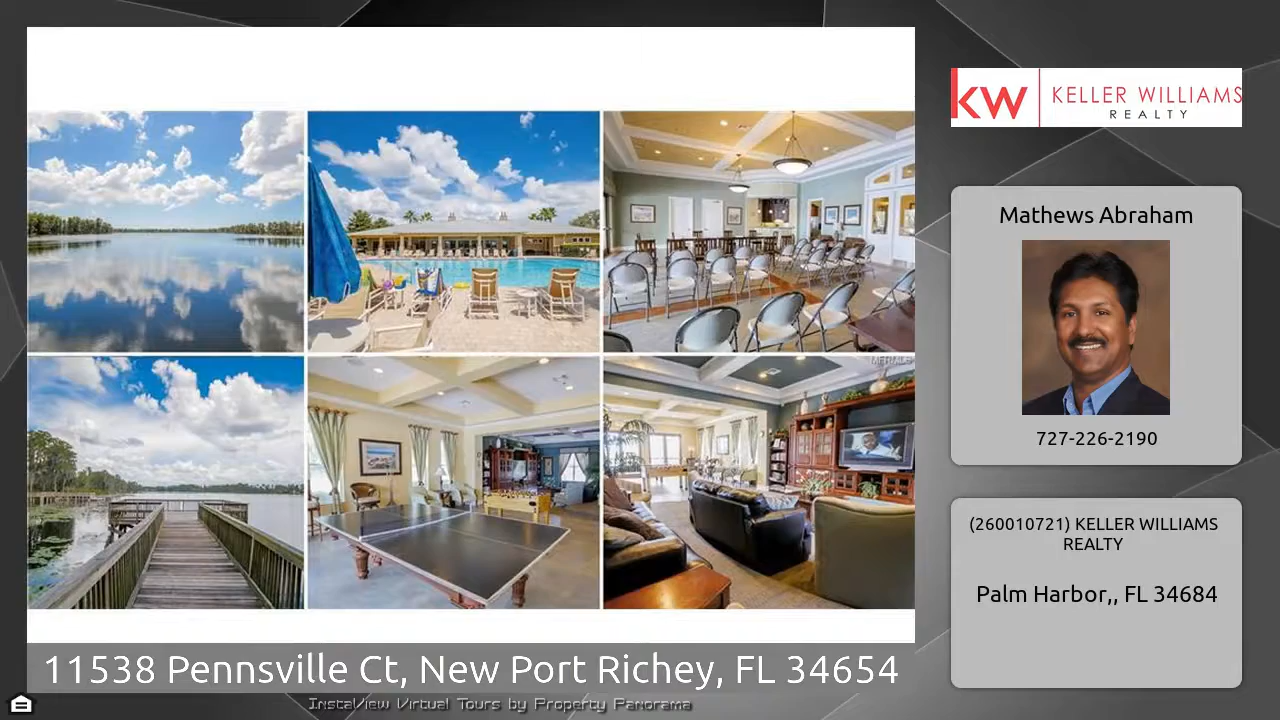 kw KELLER WILLIAMS
REALTY
Mathews Abraham
727-226-2190
(260010721) KELLER WILLIAMS
REALTY
Palm Harbor,, FL 34684
11538 Pennsville Ct, New Port Richey, FL 34654
InstaView Virtual Tours by Property Panorama